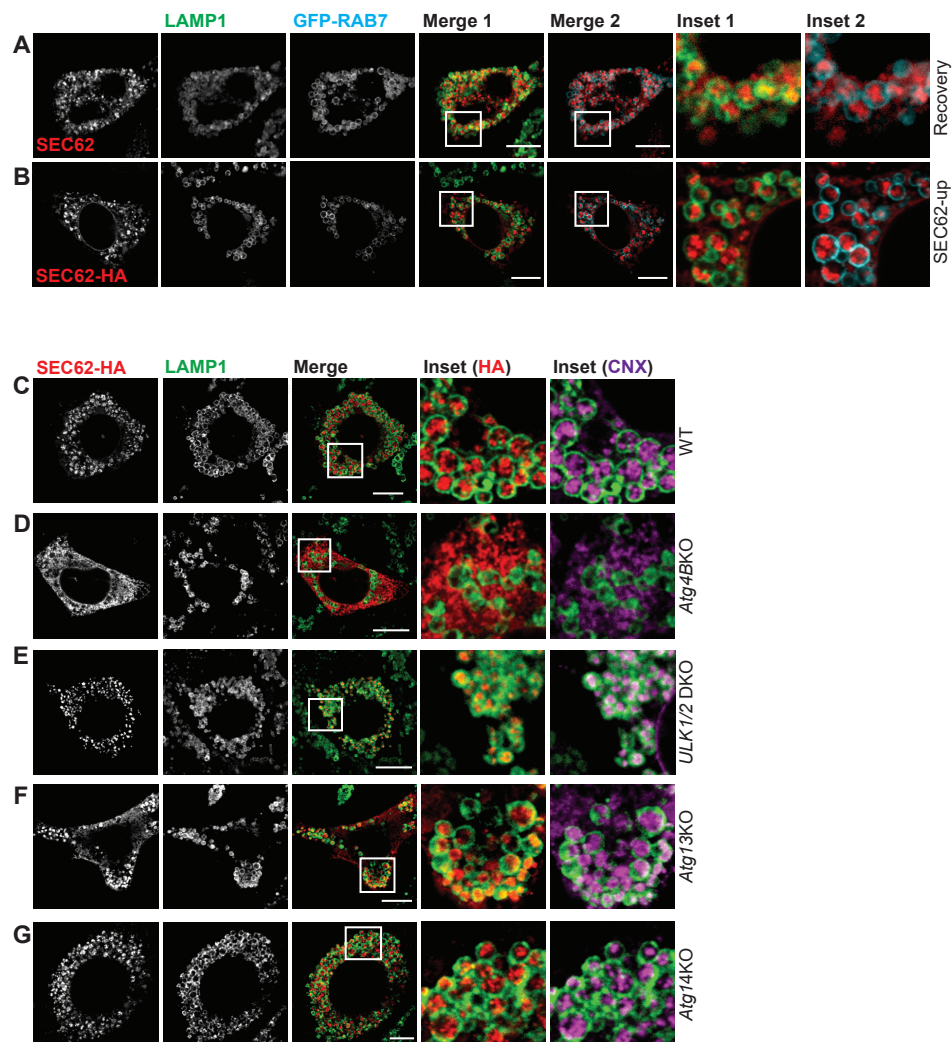 LAMP1 GFP-RAB7 Merge 1 Merge 2 Inset 1 Inset 2
A
SEC62
Recovery
B
SEC62-HA
SEC62-up
SEC62-HA LAMP1 Merge Inset (HA) Inset (CNX)
C
WT
D
Atg4BKO
E
ULK1/2 DKO
F
Atg13KO
G
Atg14KO